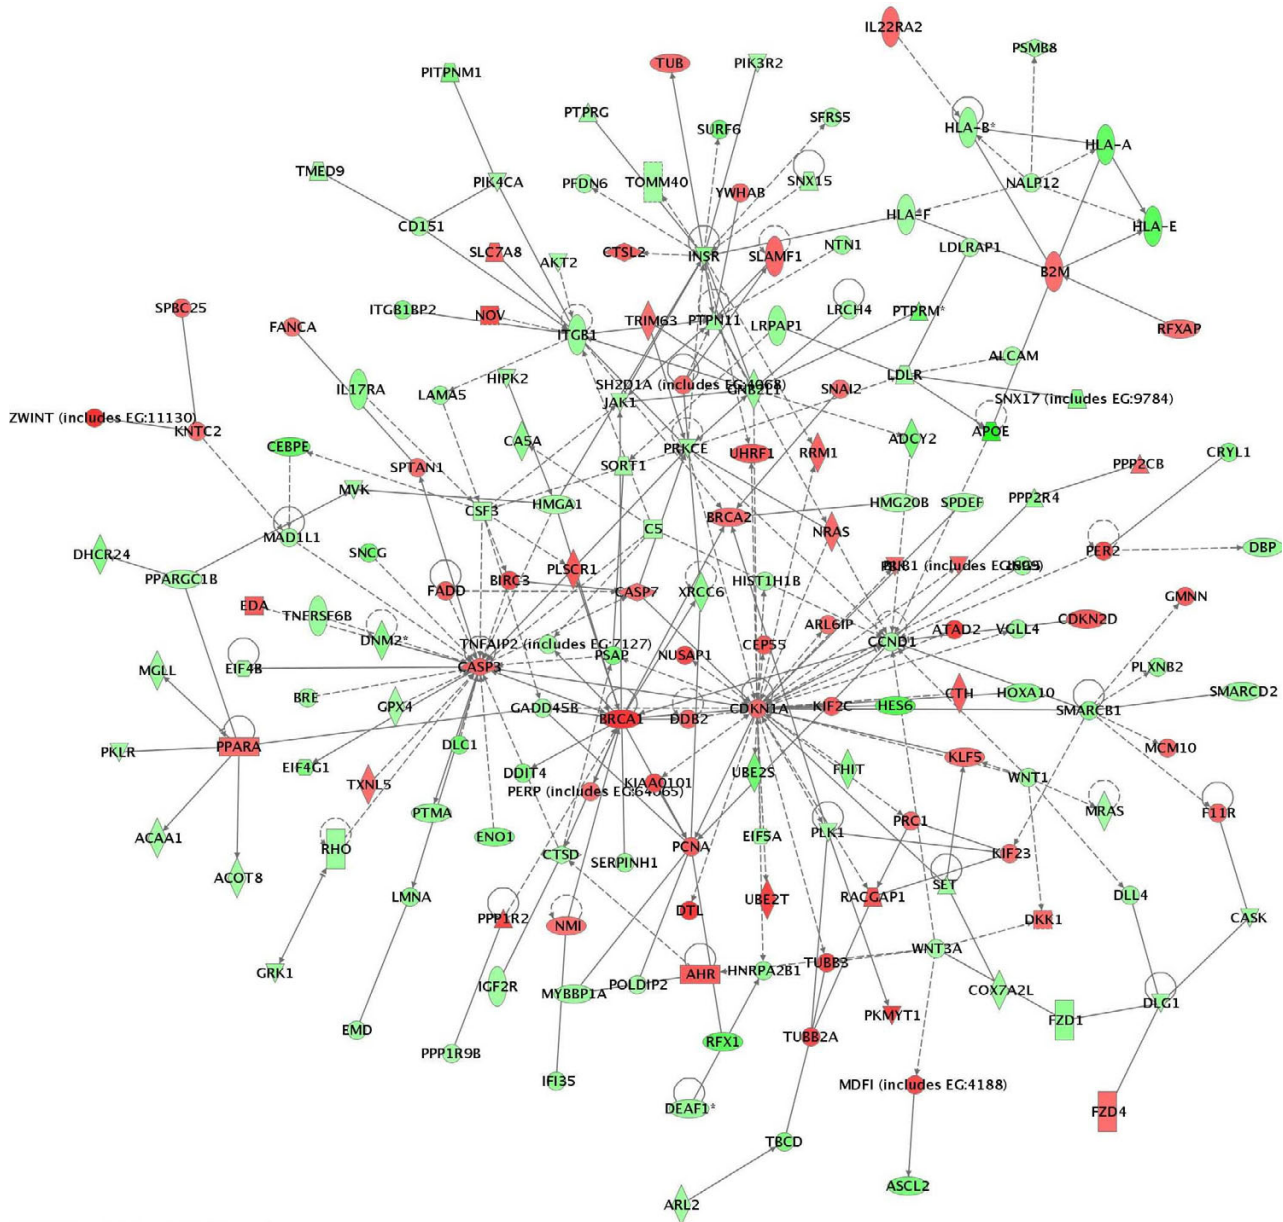 IL22RA2
PSMB8
TUB
PIK3R2
PITPNM1
PTPRG
SURF6
SFRS5
HLA-B*
HLA-A
TMED9
PIK4CA
PFDN6
TOMM40
YWHAB
SNX15
NALP12
CD151
HLA-F
HLA-E
SLC7A8
AKT2
CTSL2
INSR
SLAMF1
NTN1
LDLRAP1
B2M
SPBC25
FANCA
ITGB1BP2
NOV
ITGB1
TRIM63
PTPN11
LRPAP1
LRCH4
PTPRM*
RFXAP
ALCAM
IL17RA
LAMA5
HIPK2
SH2D1A (includes EG:4068)
GNB2L1
SNAI2
LDLR
JAK1
SNX17 (includes EG:9784)
ZWINT (includes EG:11130)
KNTC2
CEBPE
CA5A
PRKCE
UHRF1
RRM1
ADCY2
APOE
SPTAN1
SORT1
PPP2CB
CRYL1
MVK
CSF3
HMGA1
BRCA2
HMG20B
SPDEF
PPP2R4
MAD1L1
C5
NRAS
PER2
DBP
DHCR24
SNCG
PPARGC1B
PLSCR1
HIST1H1B
BUB1 (includes EG:699)
FADD
BIRC3
CASP7
XRCC6
GMNN
EDA
TNFRSF6B
DNM2*
TNFAIP2 (includes EG:7127)
ARL6IP
ATAD2
CDKN2D
PSAP
NUSAP1
CEP55
CCND1
VGLL4
MGLL
EIF4B
CASP3
PLXNB2
BRE
GPX4
GADD45B
BRCA1
DDB2
CDKN1A
KIF2C
HES6
CTH
HOXA10
SMARCB1
SMARCD2
PKLR
PPARA
EIF4G1
DLC1
DDIT4
KIAA0101
UBE2S
FHIT
KLF5
MCM10
TXNL5
PERP (includes EG:64065)
WNT1
PTMA
MRAS
F11R
ACAA1
RHO
ENO1
CTSD
SERPINH1
PCNA
EIF5A
PLK1
PRC1
KIF23
ACOT8
LMNA
SET
PPP1R2
NMI
DTL
UBE2T
RACGAP1
DKK1
DLL4
CASK
WNT3A
GRK1
IGF2R
MYBBP1A
POLDIP2
AHR
HNRPA2B1
TUBB3
COX7A2L
DLG1
EMD
PKMYT1
FZD1
PPP1R9B
RFX1
TUBB2A
IFI35
MDFI (includes EG:4188)
DEAF1*
FZD4
TBCD
ASCL2
ARL2